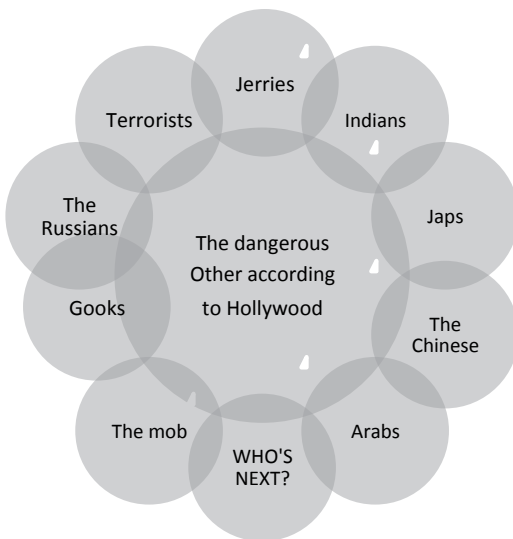 Jerries
Terrorists
Indians
The
Russians
Japs
The dangerous
Other according
to Hollywood
Gooks
The
Chinese
The mob
Arabs
WHO'S
NEXT?